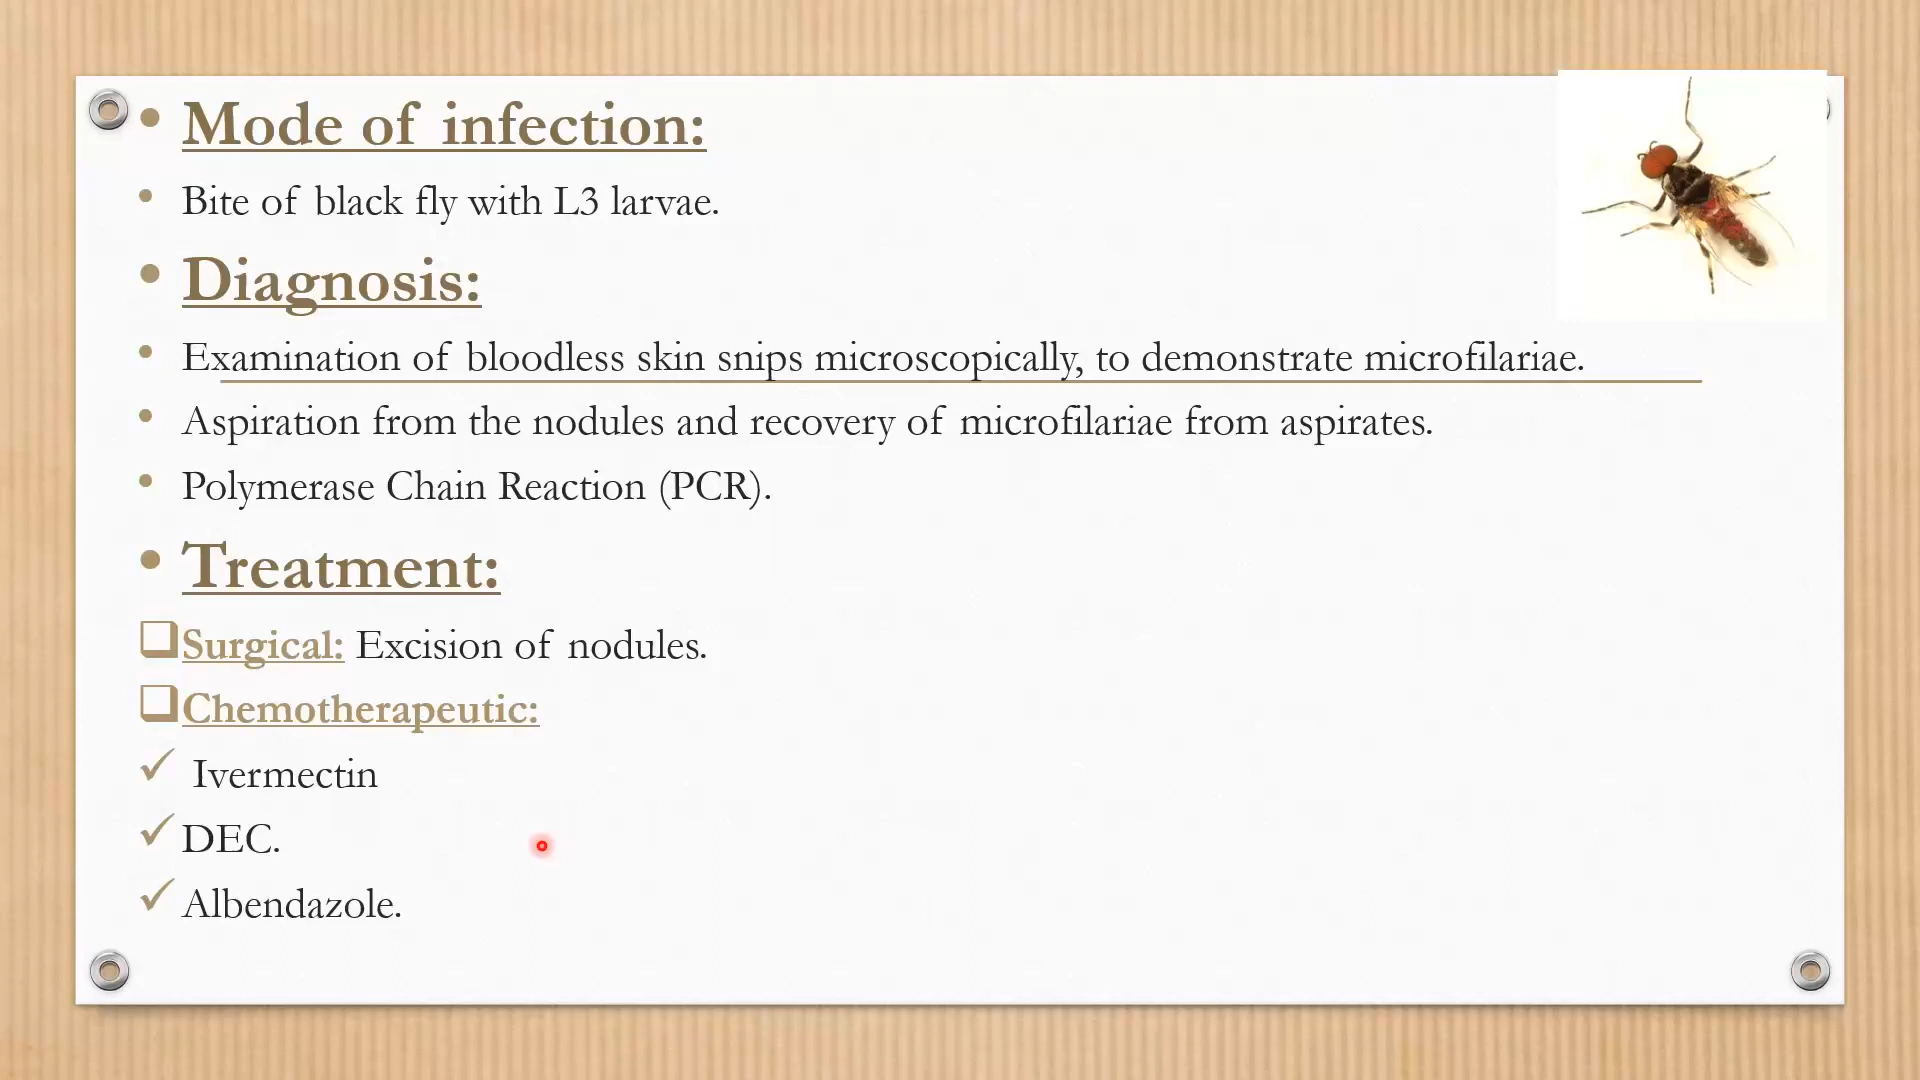 Mode of infection:
Bite of black fly with L3 larvae.
Diagnosis:
Examination of bloodless skin snips microscopically, to demonstrate microfilariae.
Aspiration from the nodules and recovery of microfilariae from aspirates.
Polymerase Chain Reaction (PCR).
Treatment:
Surgical: Excision of nodules.
Chemotherapeutic:
Ivermectin
DEC.
Albendazole.